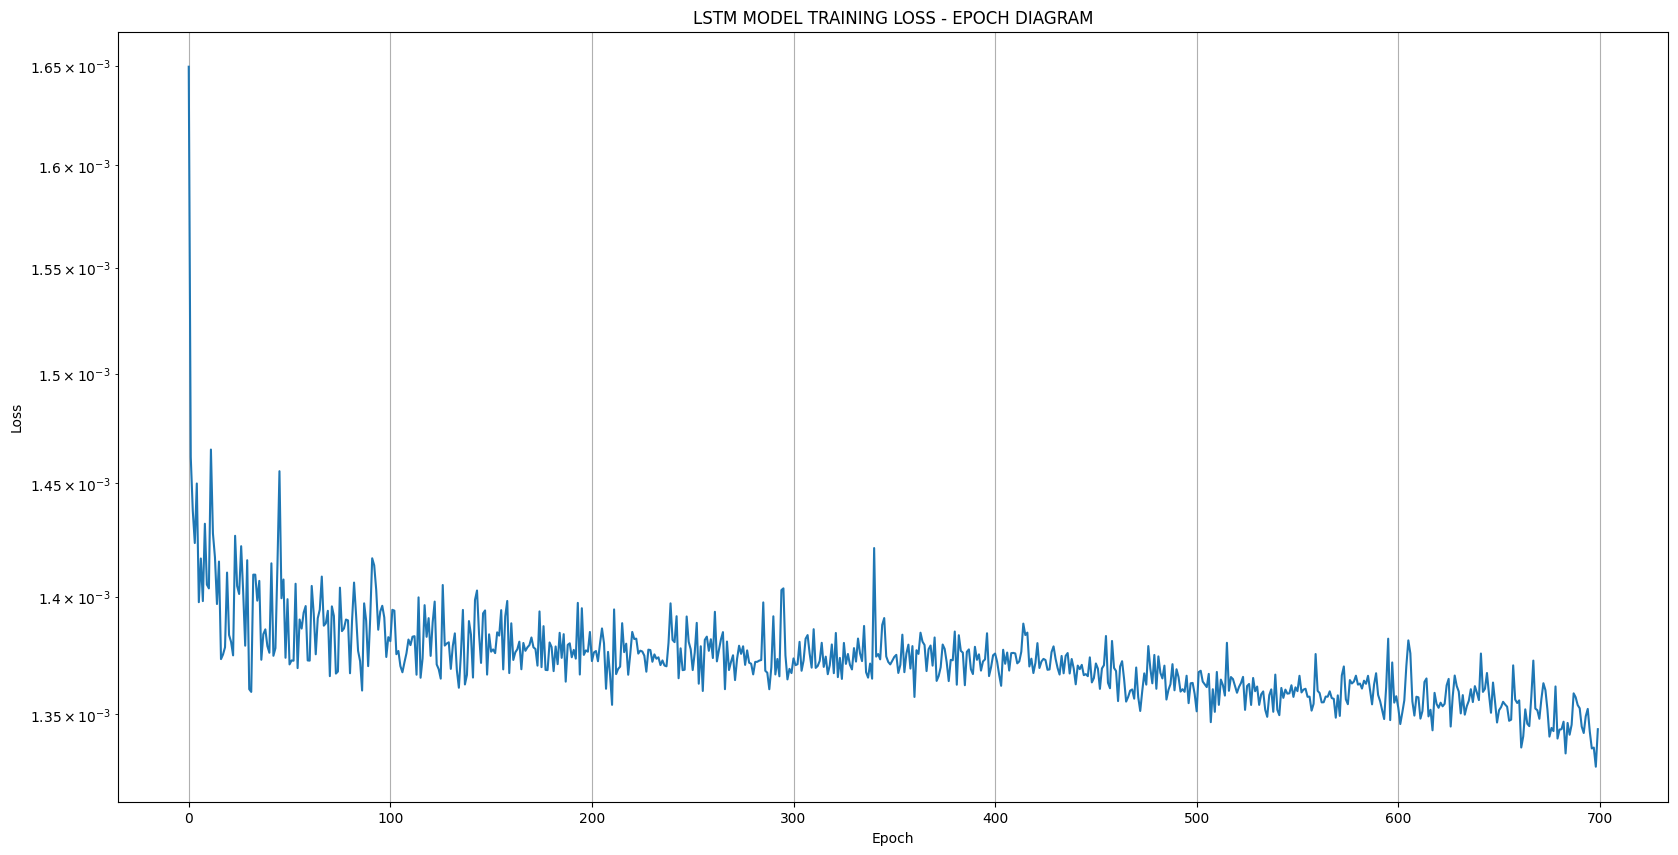 LSTM MODEL TRAINING LOSS - EPOCH DIAGRAM
1.65 × 10⁻³
1.6 × 10⁻³
1.55 × 10⁻³
1.5 × 10⁻³
1.45 × 10⁻³
1.4 × 10⁻³
1.35 × 10⁻³
Loss
0 100 200 300 400 500 600 700
Epoch